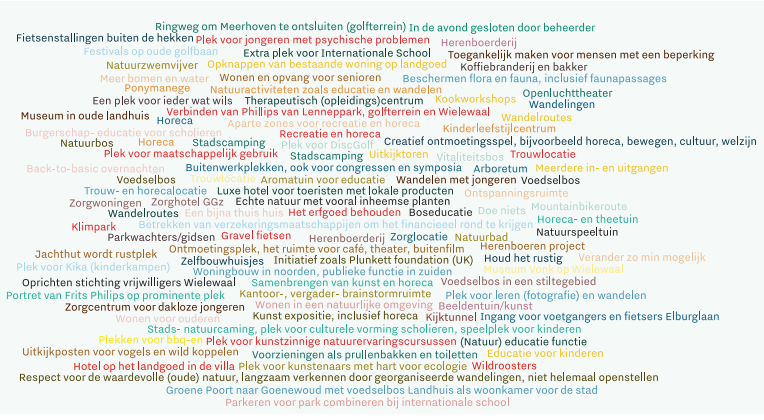 Ringweg om Meerhoven te ontsluiten (golfterrein) In de avond gesloten door beheerder
Fietsenstallingen buiten de hekken Plek voor jongeren met psychische problemen Herenboerderij
Festivals op oude golfbaan Extra plek voor Internationale School Toegankelijk maken voor mensen met een beperking
Natuurzwemvijver Opknappen van bestaande woning op landgoed Koffiebranderij en bakker
Meer bomen en water Wonen en opvang voor senioren Beschermen flora en fauna, inclusief faunapassages
Ponymanege Natuuractiviteiten zoals educatie en wandelen Openluchttheater
Een plek voor ieder wat wils Therapeutisch (opleidings)centrum Kookworkshops Wandelingen
Museum in oude landhuis Verbinden van Phillips van Lenneppark, golfterrein en Wielewaal Wandelroutes
Horeca Aparte zones voor recreatie en horeca Kinderleefstijlcentrum
Burgerschap- educatie voor scholieren Recreatie en horeca
Natuurbos Horeca Stadscamping Plek voor DiscGolf Creatief ontmoetingsspel, bijvoorbeeld horeca, bewegen, cultuur, welzijn
Plek voor maatschappelijk gebruik Stadscamping Uitkijktoren Vitaliteitsbos Trouwlocatie
Back-to-basic overnachten Buitenwerkplekken, ook voor congressen en symposia Arboretum Meerdere in- en uitgangen
Voedselbos Trouwlocatie Aromatuin voor educatie Wandelen met jongeren Voedselbos
Trouw- en horecalocatie Luxe hotel voor toeristen met lokale producten Ontspanningsruimte
Zorgwoningen Zorghotel GGz Echte natuur met vooral inheemse planten Mountainbikeroute
Wandelroutes Een bijna thuis huis Het erfgoed behouden Boseducatie Doe niets Horeca- en theetuin
Klimpark Betrekken van verzekeringsmaatschappijen om het financieel rond te krijgen Natuurspeeltuin
Parkwachters/gidsen Gravel fietsen Herenboerderij Zorglocatie Natuurbad
Jachthut wordt rustplek Ontmoetingsplek, het ruimte voor café, theater, buitenfilm Herenboeren project
Zelfbouwhuisjes Initiatief zoals Plunkett foundation (UK) Houd het rustig Verander zo min mogelijk
Plek voor Kika (kinderkampen) Woningbouw in noorden, publieke functie in zuiden Museum Vonk op Wielewaal
Oprichten stichting vrijwilligers Wielewaal Samenbrengen van kunst en horeca Voedselbos in een stiltegebied
Portret van Frits Philips op prominente plek Kantoor-, vergader- brainstormruimte Plek voor leren (fotografie) en wandelen
Zorgcentrum voor dakloze jongeren Wonen in een natuurlijke omgeving Beeldentuin/kunst
Wonen voor ouderen Kunst expositie, inclusief horeca Kijktunnel Ingang voor voetgangers en fietsers Elburglaan
Stads- natuurcaming, plek voor culturele vorming scholieren, speelplek voor kinderen
Plekken voor bbq-en Plek voor kunstzinnige natuurervaringscursussen (Natuur) educatie functie
Uitkijkposten voor vogels en wild koppelen Voorzieningen als prullenbakken en toiletten Educatie voor kinderen
Hotel op het landgoed in de villa Plek voor kunstenaars met hart voor ecologie Wildroosters
Respect voor de waardevolle (oude) natuur, langzaam verkennen door georganiseerde wandelingen, niet helemaal openstellen
Groene Poort naar Goenewoud met voedselbos Landhuis als woonkamer voor de stad
Parkeren voor park combineren bij internationale school